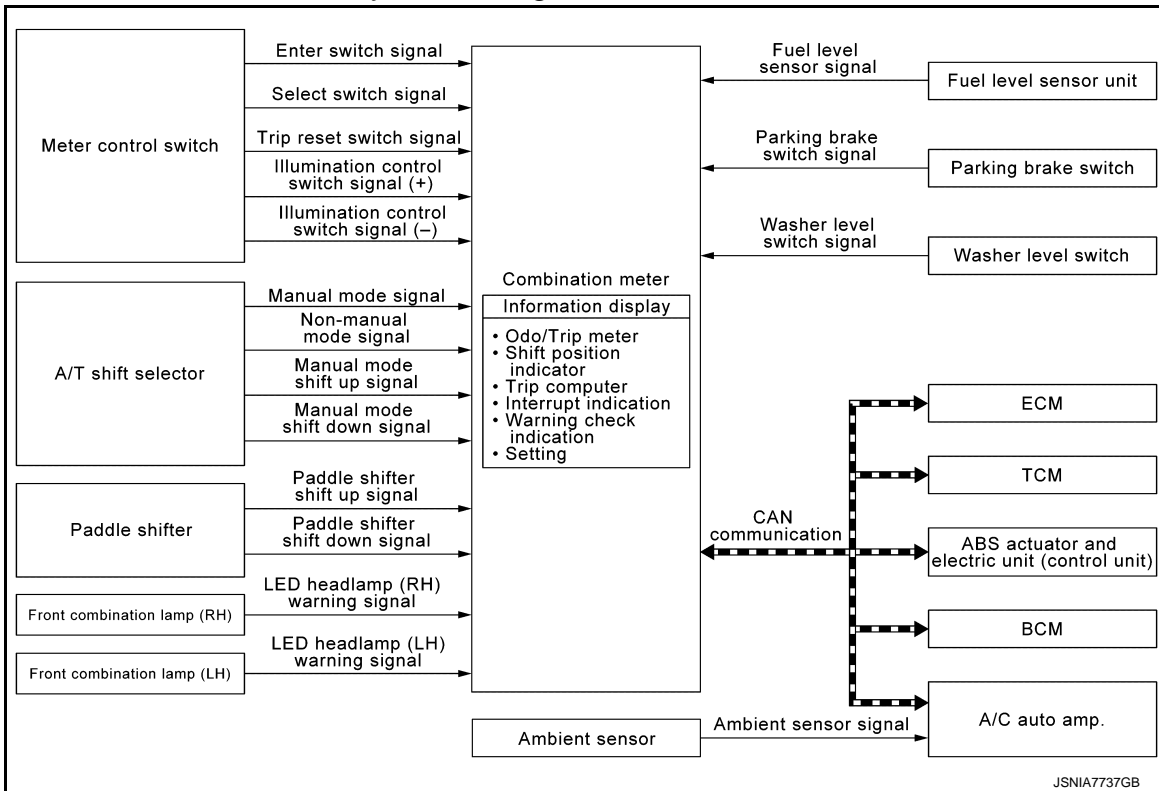 Meter control switch
Enter switch signal
Select switch signal
Trip reset switch signal
Illumination control
switch signal (+)
Illumination control
switch signal (–)
A/T shift selector
Manual mode signal
Non-manual
mode signal
Manual mode
shift up signal
Manual mode
shift down signal
Paddle shifter
Paddle shifter
shift up signal
Paddle shifter
shift down signal
Front combination lamp (RH)
LED headlamp (RH)
warning signal
Front combination lamp (LH)
LED headlamp (LH)
warning signal
Combination meter
Information display
• Odo/Trip meter
• Shift position
indicator
• Trip computer
• Interrupt indication
• Warning check
indication
• Setting
Fuel level
sensor signal
Fuel level sensor unit
Parking brake
switch signal
Parking brake switch
Washer level
switch signal
Washer level switch
CAN
communication
ECM
TCM
ABS actuator and
electric unit (control unit)
BCM
A/C auto amp.
Ambient sensor
Ambient sensor signal
JSNIA7737GB